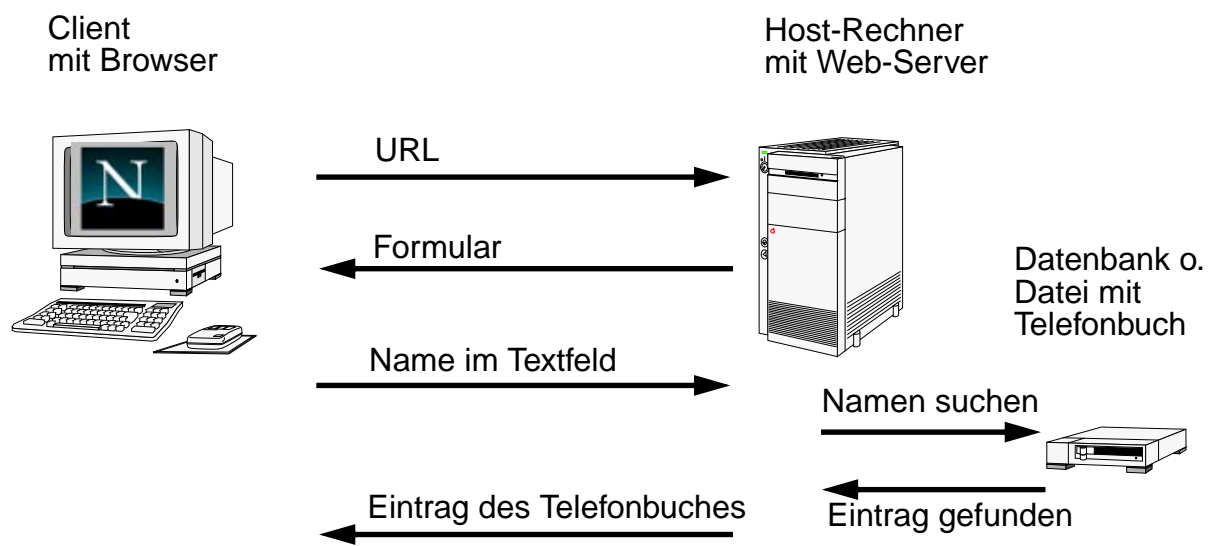 Client
mit Browser
Host-Rechner
mit Web-Server
N
URL
Formular
Datenbank o.
Datei mit
Telefonbuch
Name im Textfeld
Namen suchen
Eintrag des Telefonbuches
Eintrag gefunden